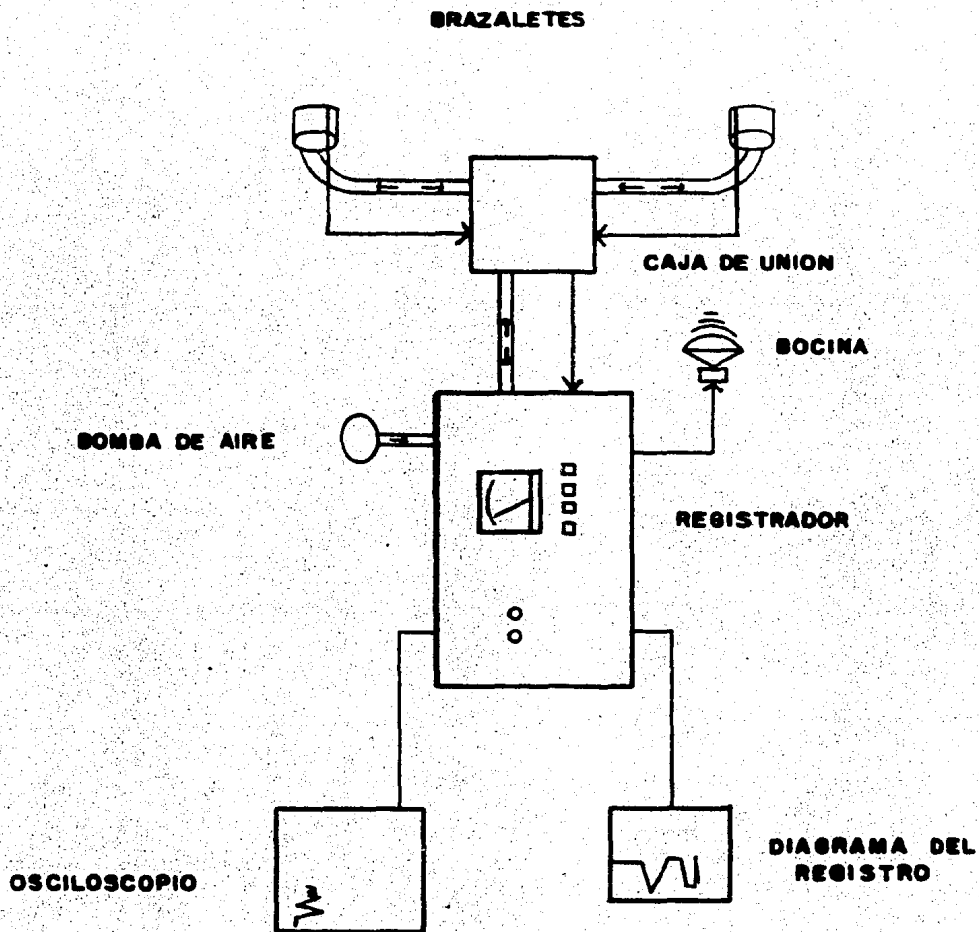 BRAZALETES
CAJA DE UNION
BOCINA
BOMBA DE AIRE
REGISTRADOR
DIAGRAMA DEL
REGISTRO
OSCILOSCOPIO